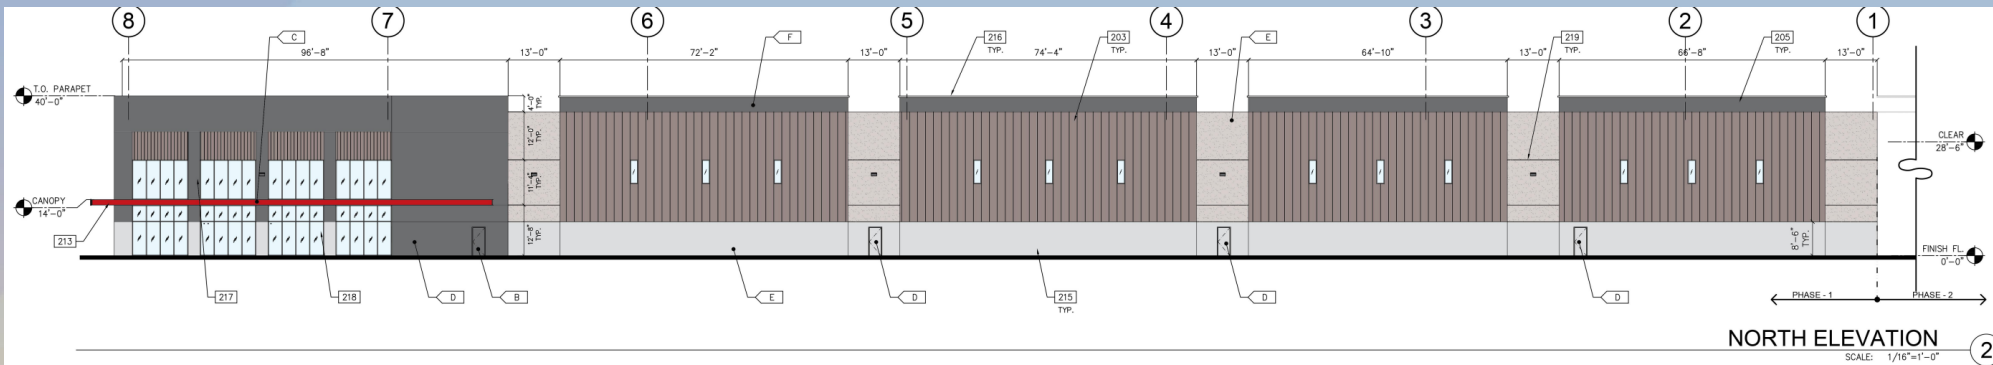 8 7 6 5 4 3 2 1
C F 216 TYP. 203 TYP. E 219 TYP. 205 TYP.
96'-8" 13'-0" 72'-2" 13'-0" 74'-4" 13'-0" 64'-10" 13'-0" 66'-8" 13'-0"
T.O. PARAPET
40'-0"
4'-0" TYP.
12'-0" TYP.
11'-4" TYP.
12'-8" TYP.
CLEAR
28'-6"
CANOPY
14'-0"
213
8'-6" TYP.
FINISH FL.
0'-0"
217 218 D B E D 215 TYP. D D
PHASE - 1 PHASE - 2
NORTH ELEVATION 2
SCALE: 1/16"=1'-0"